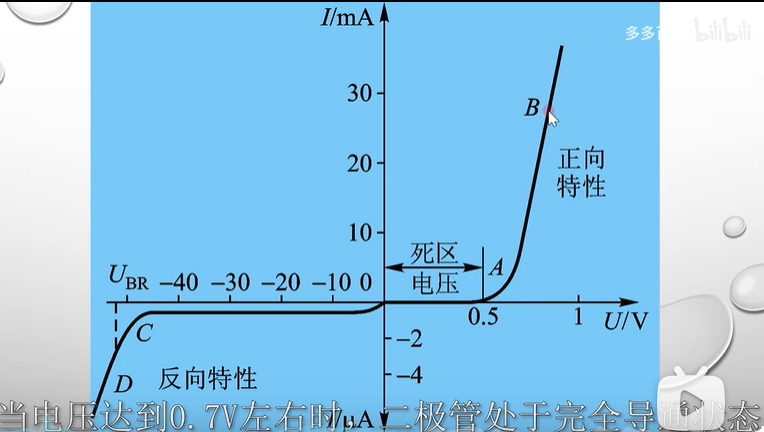 I/mA
多多
bilibili
30
B
20
正向
特性
10
死区
A
U_BR
−40 −30 −20 −10 0
电压
0.5 1 U/V
C
−2
D
反向特性
−4
I/μA
当电压达到0.7V左右时，二极管处于完全导通状态